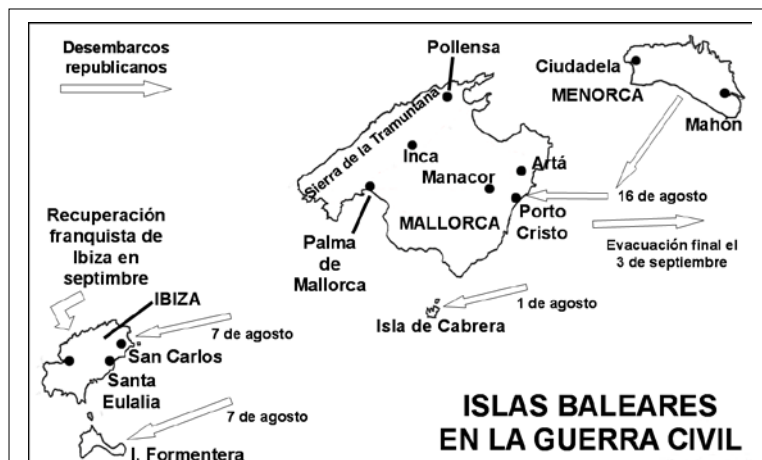 Desembarcos
republicanos
Pollensa
Ciudadela
MENORCA
Mahón
Sierra de la Tramuntana
Inca
Manacor
Artá
MALLORCA
Porto
Cristo
16 de agosto
Evacuación final el
3 de septiembre
Palma
de
Mallorca
Recuperación
franquista de
Ibiza en
septimbre
IBIZA
7 de agosto
San Carlos
Santa
Eulalia
7 de agosto
I. Formentera
1 de agosto
Isla de Cabrera
ISLAS BALEARES
EN LA GUERRA CIVIL